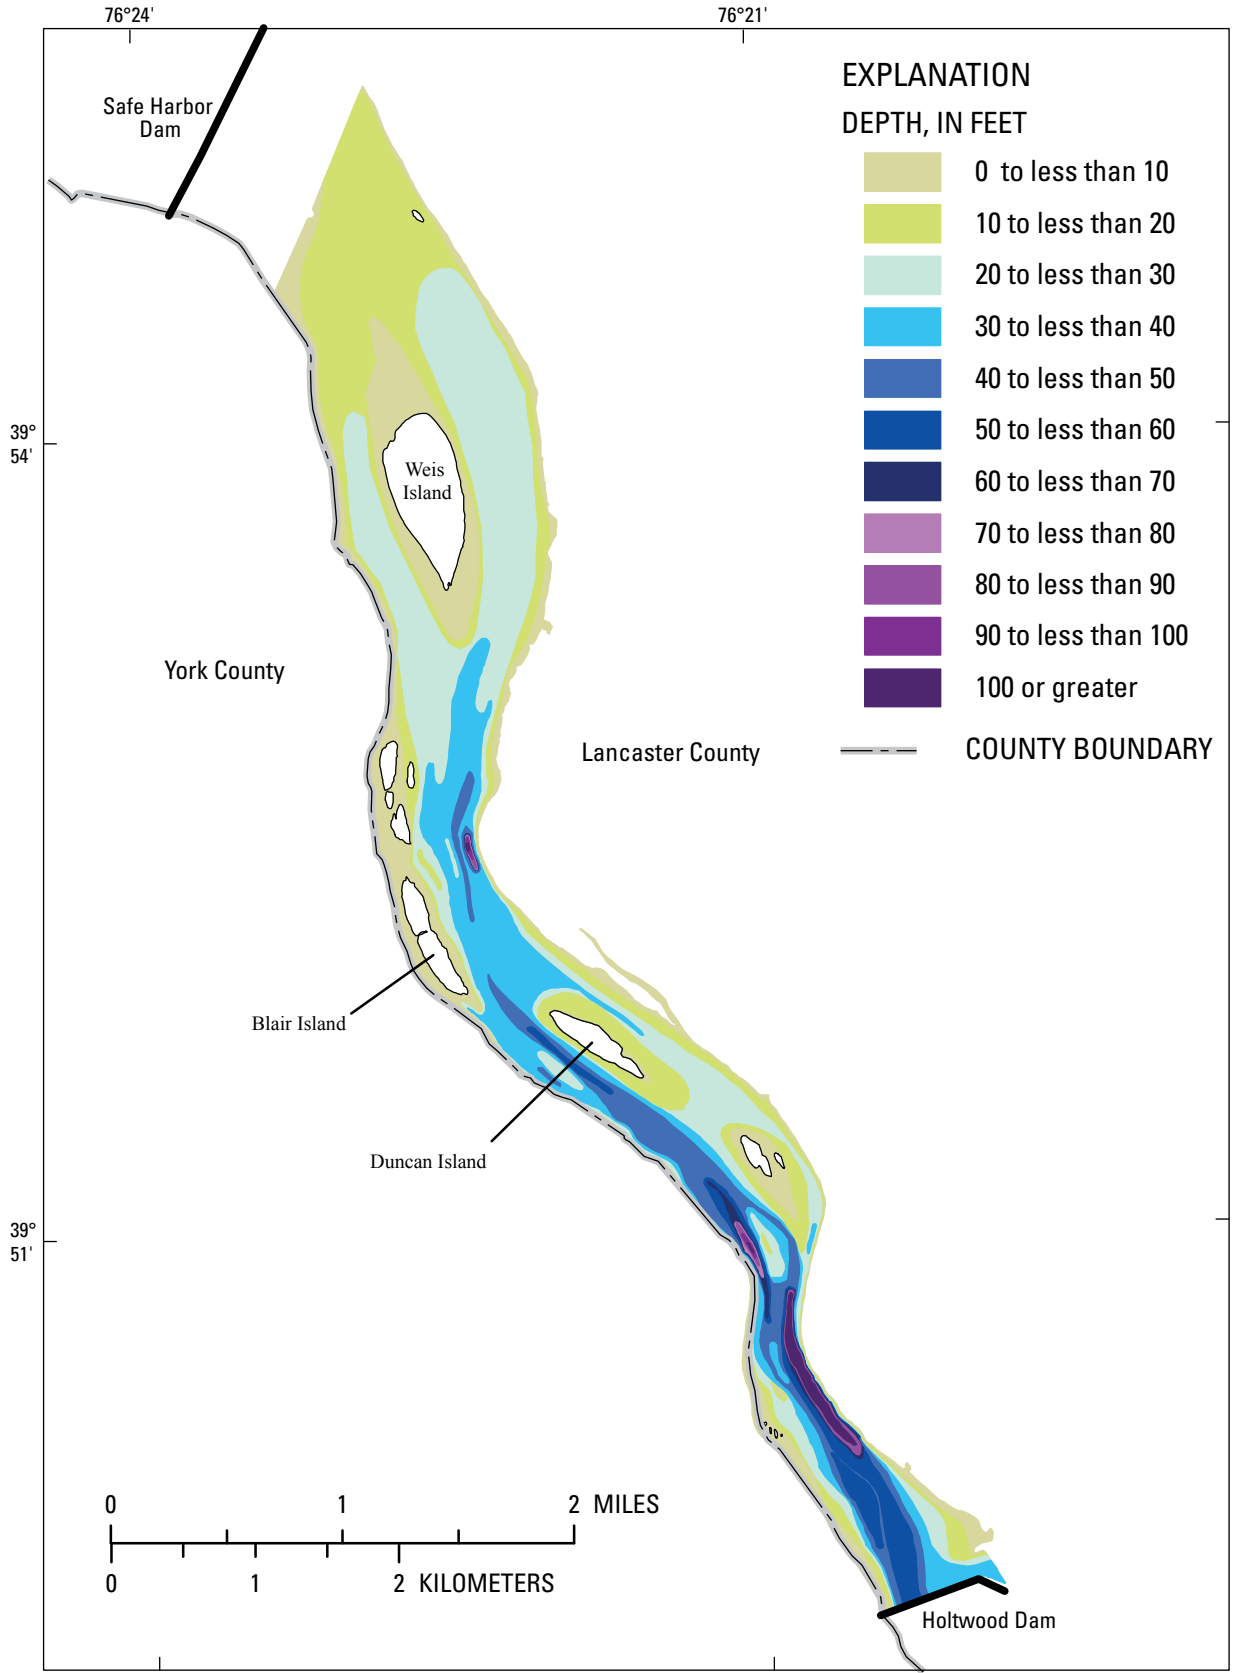 76°24'
76°21'
Safe Harbor
Dam
EXPLANATION
DEPTH, IN FEET
0 to less than 10
10 to less than 20
20 to less than 30
30 to less than 40
40 to less than 50
50 to less than 60
60 to less than 70
70 to less than 80
80 to less than 90
90 to less than 100
100 or greater
COUNTY BOUNDARY
39°
54'
Weis
Island
York County
Lancaster County
Blair Island
Duncan Island
39°
51'
0 1 2 MILES
0 1 2 KILOMETERS
Holtwood Dam